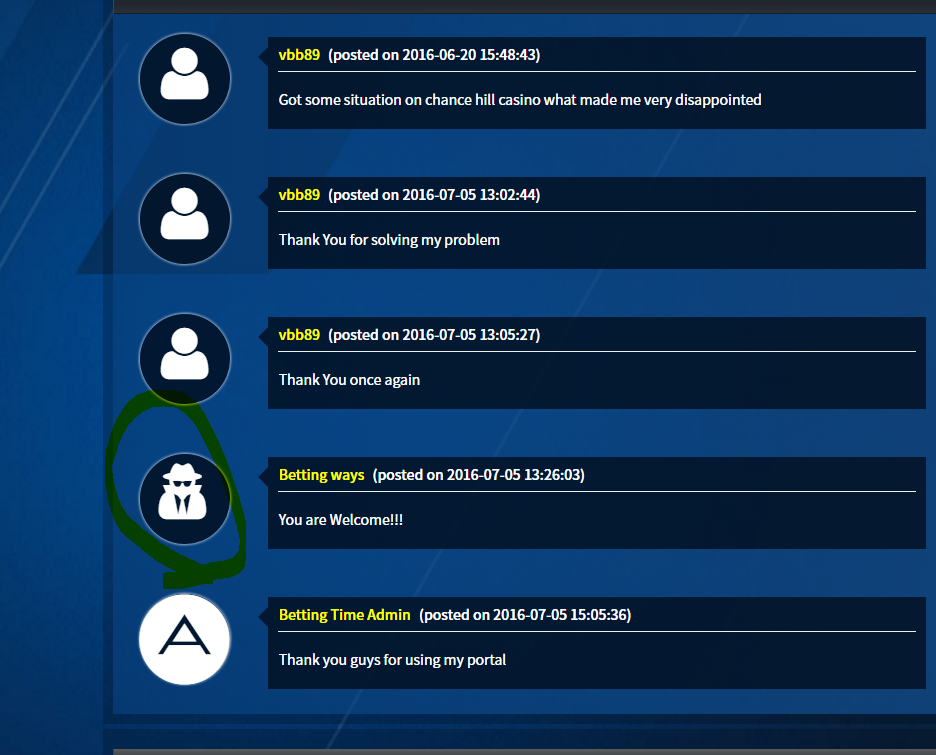 vbb89 (posted on 2016-06-20 15:48:43)
Got some situation on chance hill casino what made me very disappointed
vbb89 (posted on 2016-07-05 13:02:44)
Thank You for solving my problem
vbb89 (posted on 2016-07-05 13:05:27)
Thank You once again
Betting ways (posted on 2016-07-05 13:26:03)
You are Welcome!!!
A
Betting Time Admin (posted on 2016-07-05 15:05:36)
Thank you guys for using my portal